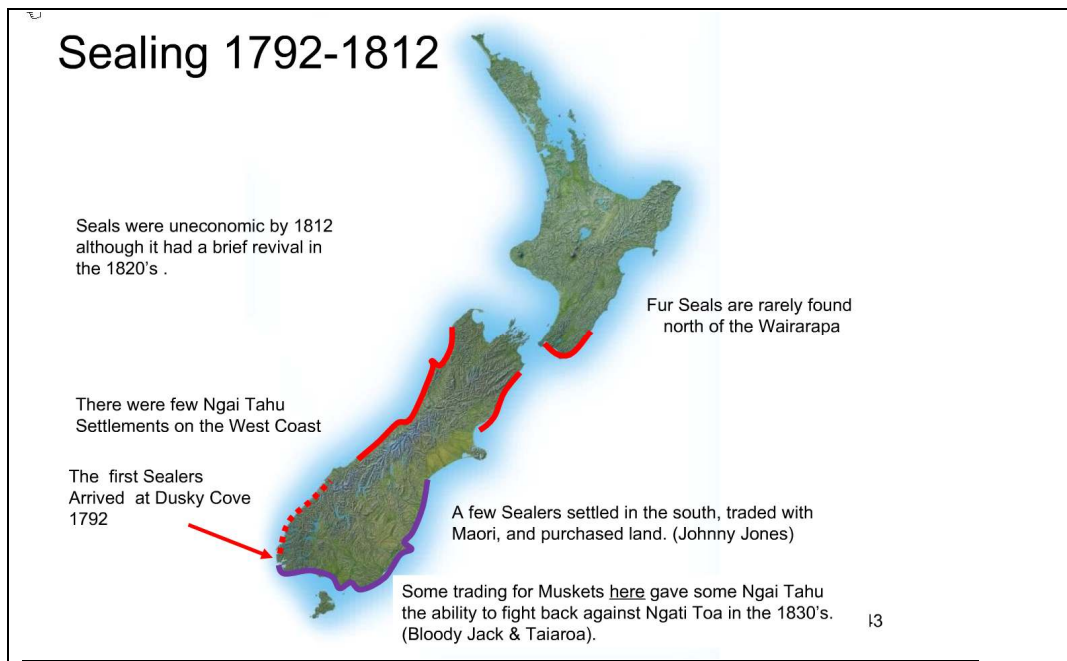 Sealing 1792-1812
Seals were uneconomic by 1812
although it had a brief revival in
the 1820’s .
Fur Seals are rarely found
north of the Wairarapa
There were few Ngai Tahu
Settlements on the West Coast
The first Sealers
Arrived at Dusky Cove
1792
A few Sealers settled in the south, traded with
Maori, and purchased land. (Johnny Jones)
Some trading for Muskets here gave some Ngai Tahu
the ability to fight back against Ngati Toa in the 1830’s.
(Bloody Jack & Taiaroa).